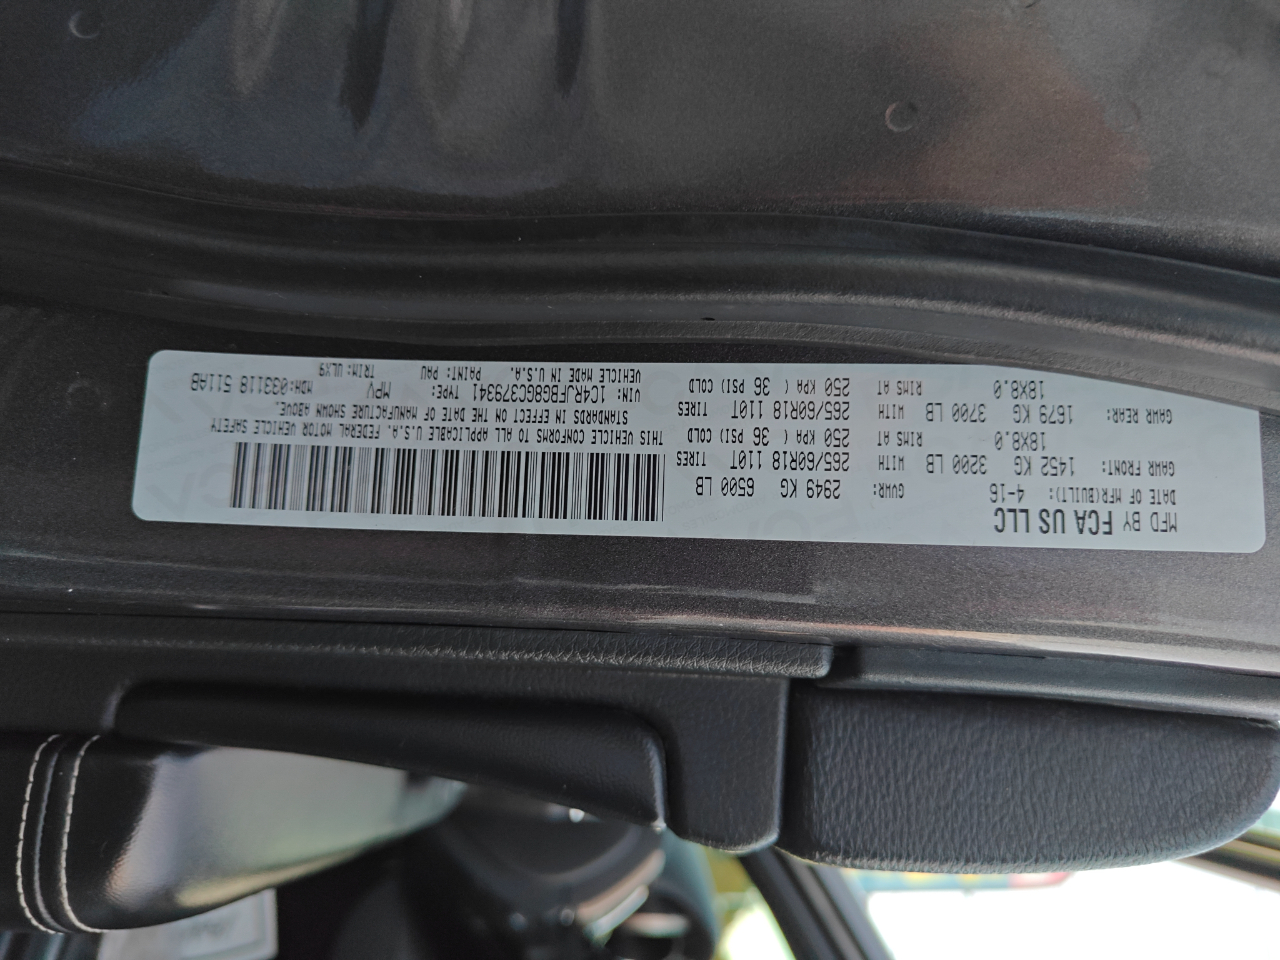 MFD BY FCA US LLC
DATE OF MFR(BUILT): 4-16 GVWR: 2949 KG 6500 LB
GAWR FRONT: 1452 KG 3200 LB WITH 265/60R18 110T TIRES
18X8.0 RIMS AT 250 KPA ( 36 PSI) COLD
GAWR REAR: 1679 KG 3700 LB WITH 265/60R18 110T TIRES
18X8.0 RIMS AT 250 KPA ( 36 PSI) COLD
THIS VEHICLE CONFORMS TO ALL APPLICABLE U.S.A. FEDERAL MOTOR VEHICLE SAFETY
STANDARDS IN EFFECT ON THE DATE OF MANUFACTURE SHOWN ABOVE.
VIN: 1C4RJFBG8GC379341 TYPE: MPV MDH:033118 511AB
VEHICLE MADE IN U.S.A. PAINT: PAU TRIM: ULX9